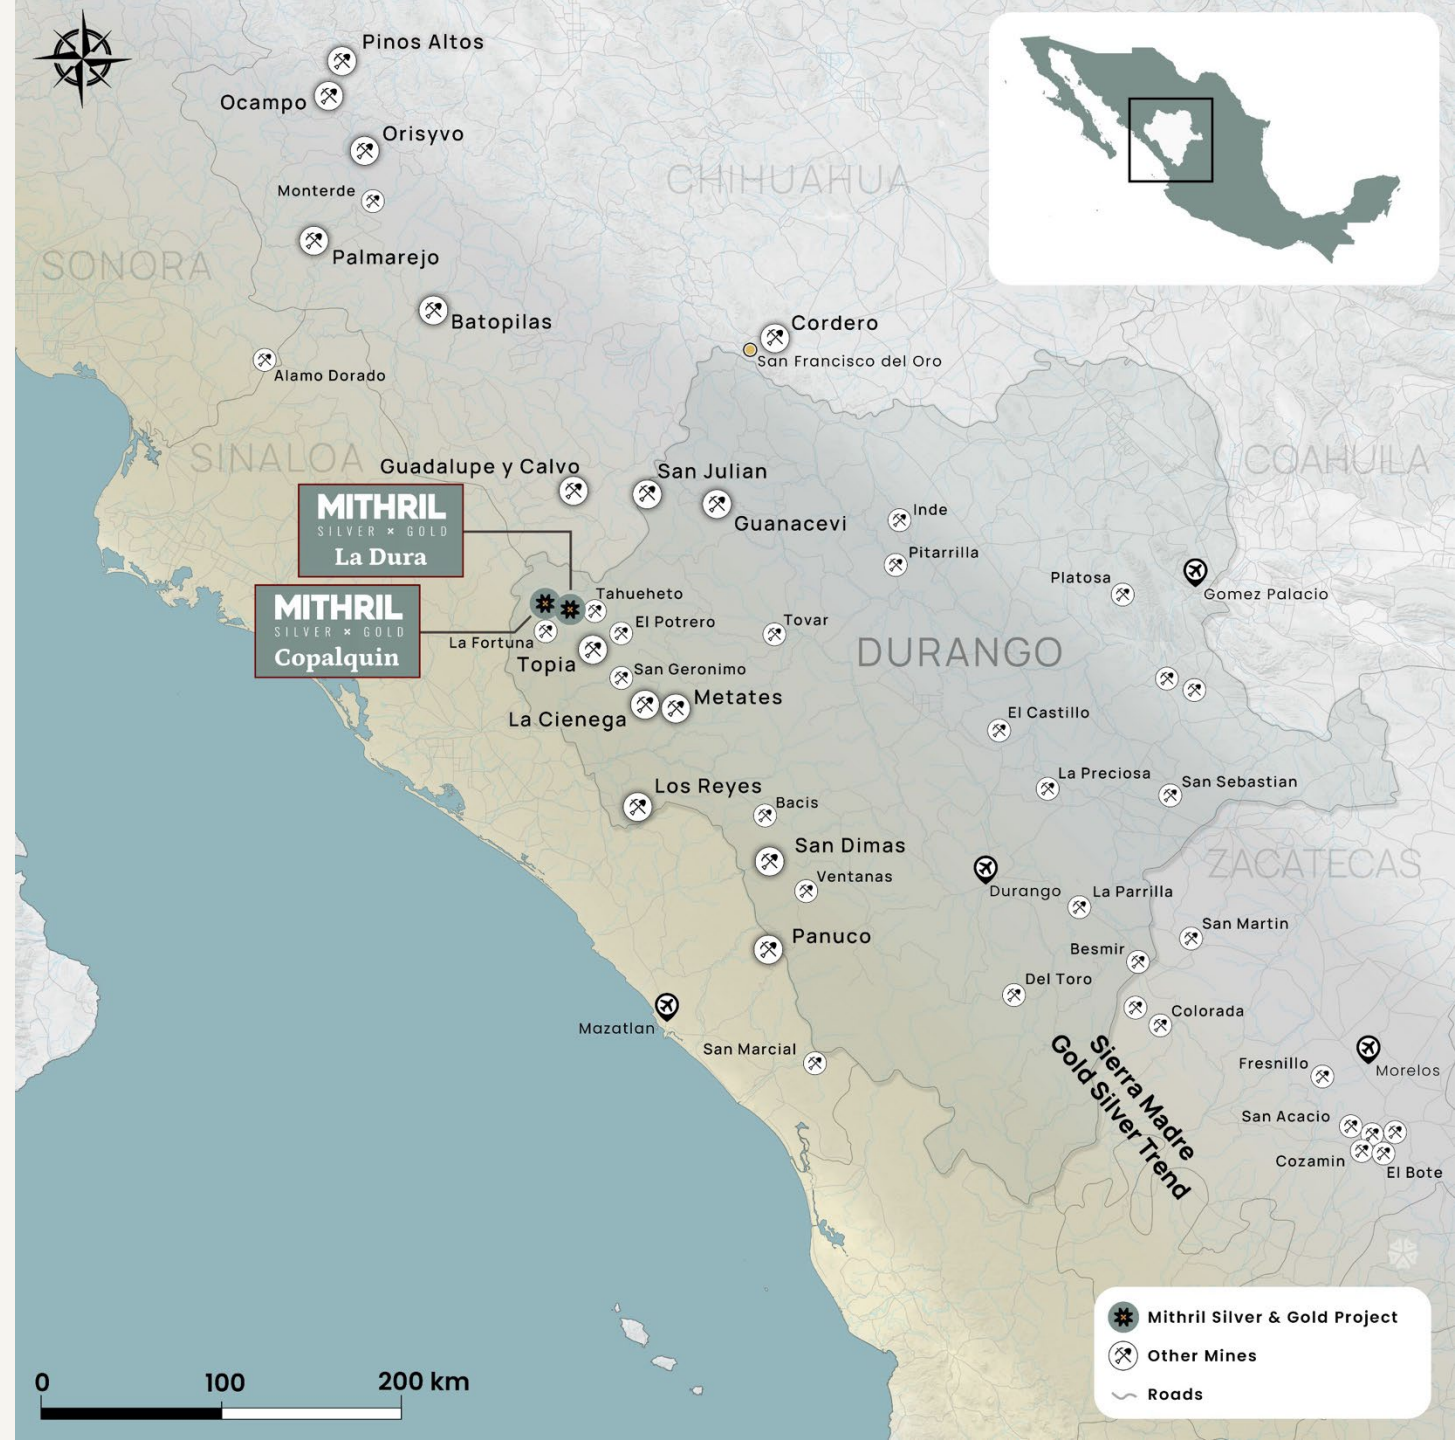 Pinos Altos
Ocampo
Orisyvo
Monterde
CHIHUAHUA
SONORA
Palmarejo
Batopilas
Cordero
San Francisco del Oro
Alamo Dorado
SINALOA
Guadalupe y Calvo
San Julian
COAHUILA
MITHRIL
SILVER × GOLD
La Dura
Guanacevi
Inde
Pitarrilla
Platosa
Gomez Palacio
MITHRIL
SILVER × GOLD
Copalquin
Tahueheto
El Potrero
Tovar
La Fortuna
Topia
DURANGO
San Geronimo
Metates
La Cienega
El Castillo
La Preciosa
San Sebastian
Los Reyes
Bacis
San Dimas
ZACATECAS
Ventanas
Durango
La Parrilla
San Martin
Panuco
Besmir
Del Toro
Colorada
Mazatlan
San Marcial
Sierra Madre
Gold Silver Trend
Fresnillo
Morelos
San Acacio
Cozamin
El Bote
Mithril Silver & Gold Project
Other Mines
Roads
0 100 200 km